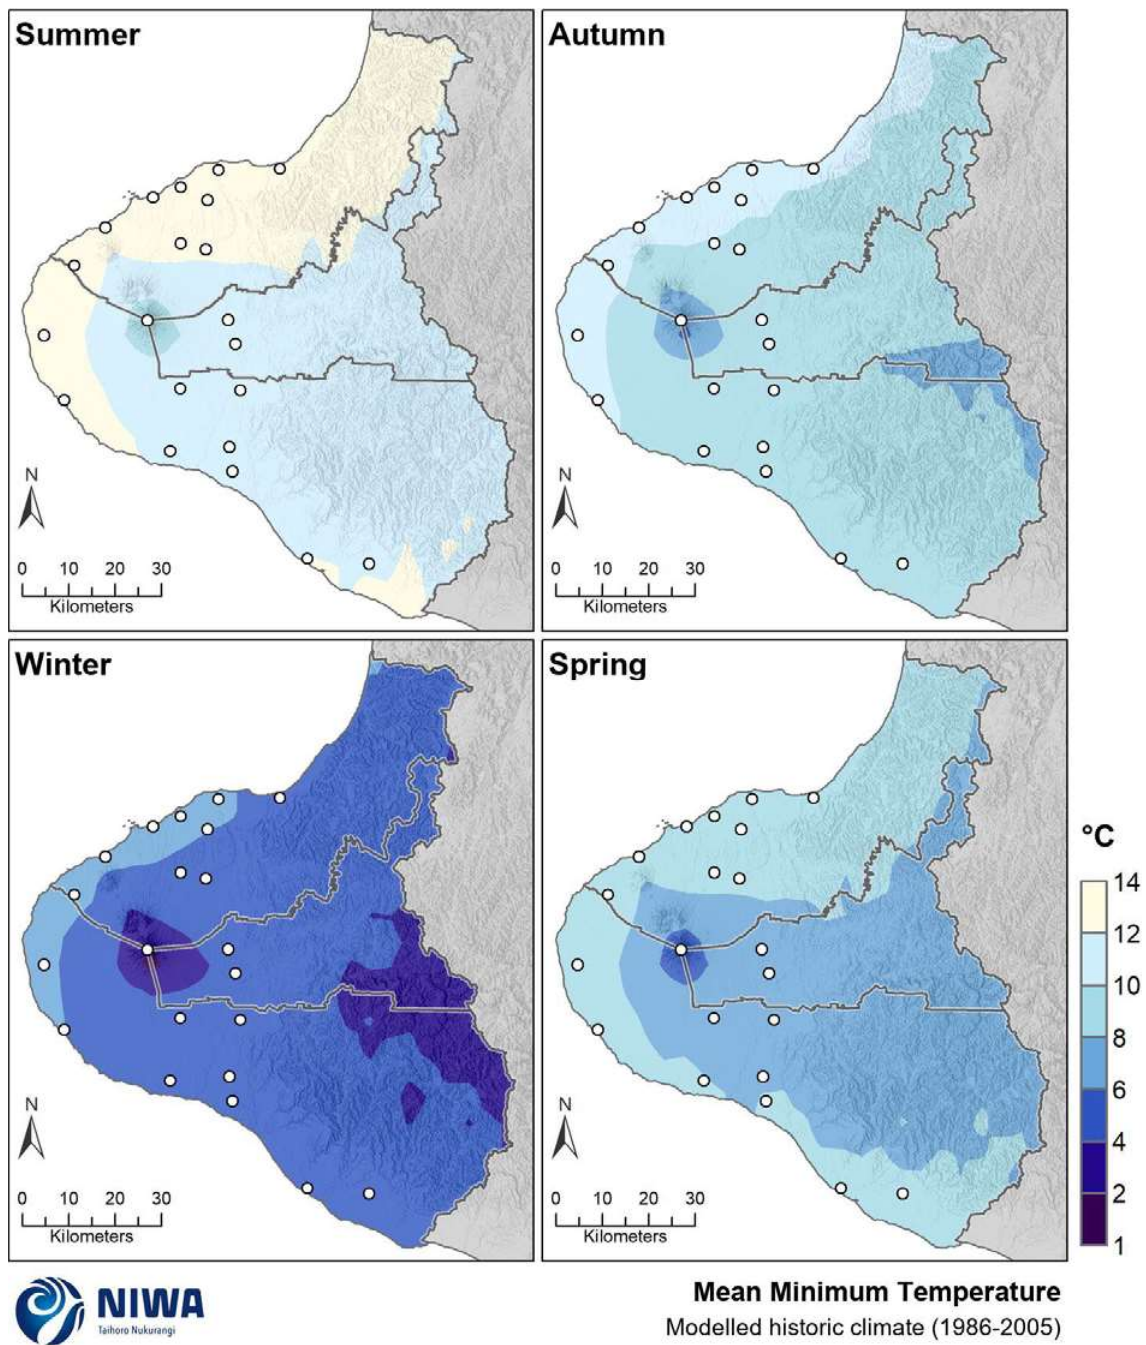 Summer
N
0 10 20 30
Kilometers
Autumn
N
0 10 20 30
Kilometers
Winter
N
0 10 20 30
Kilometers
Spring
N
0 10 20 30
Kilometers
°C
14
12
10
8
6
4
2
1
NIWA
Taihoro Nukurangi
Mean Minimum Temperature
Modelled historic climate (1986-2005)